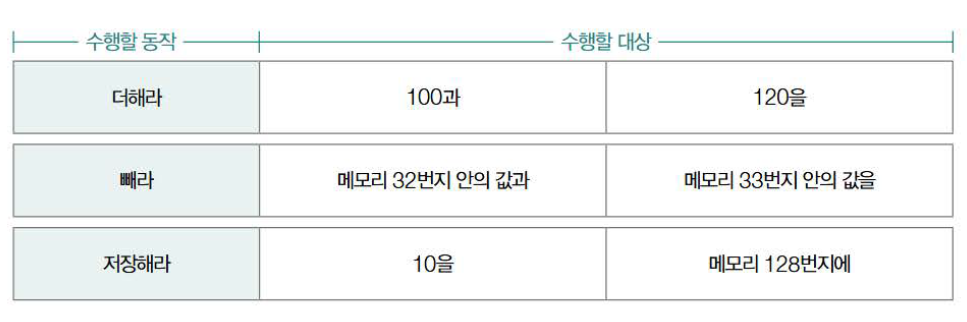 수행할 동작 수행할 대상
더해라 100과 120을
빼라 메모리 32번지 안의 값과 메모리 33번지 안의 값을
저장해라 10을 메모리 128번지에